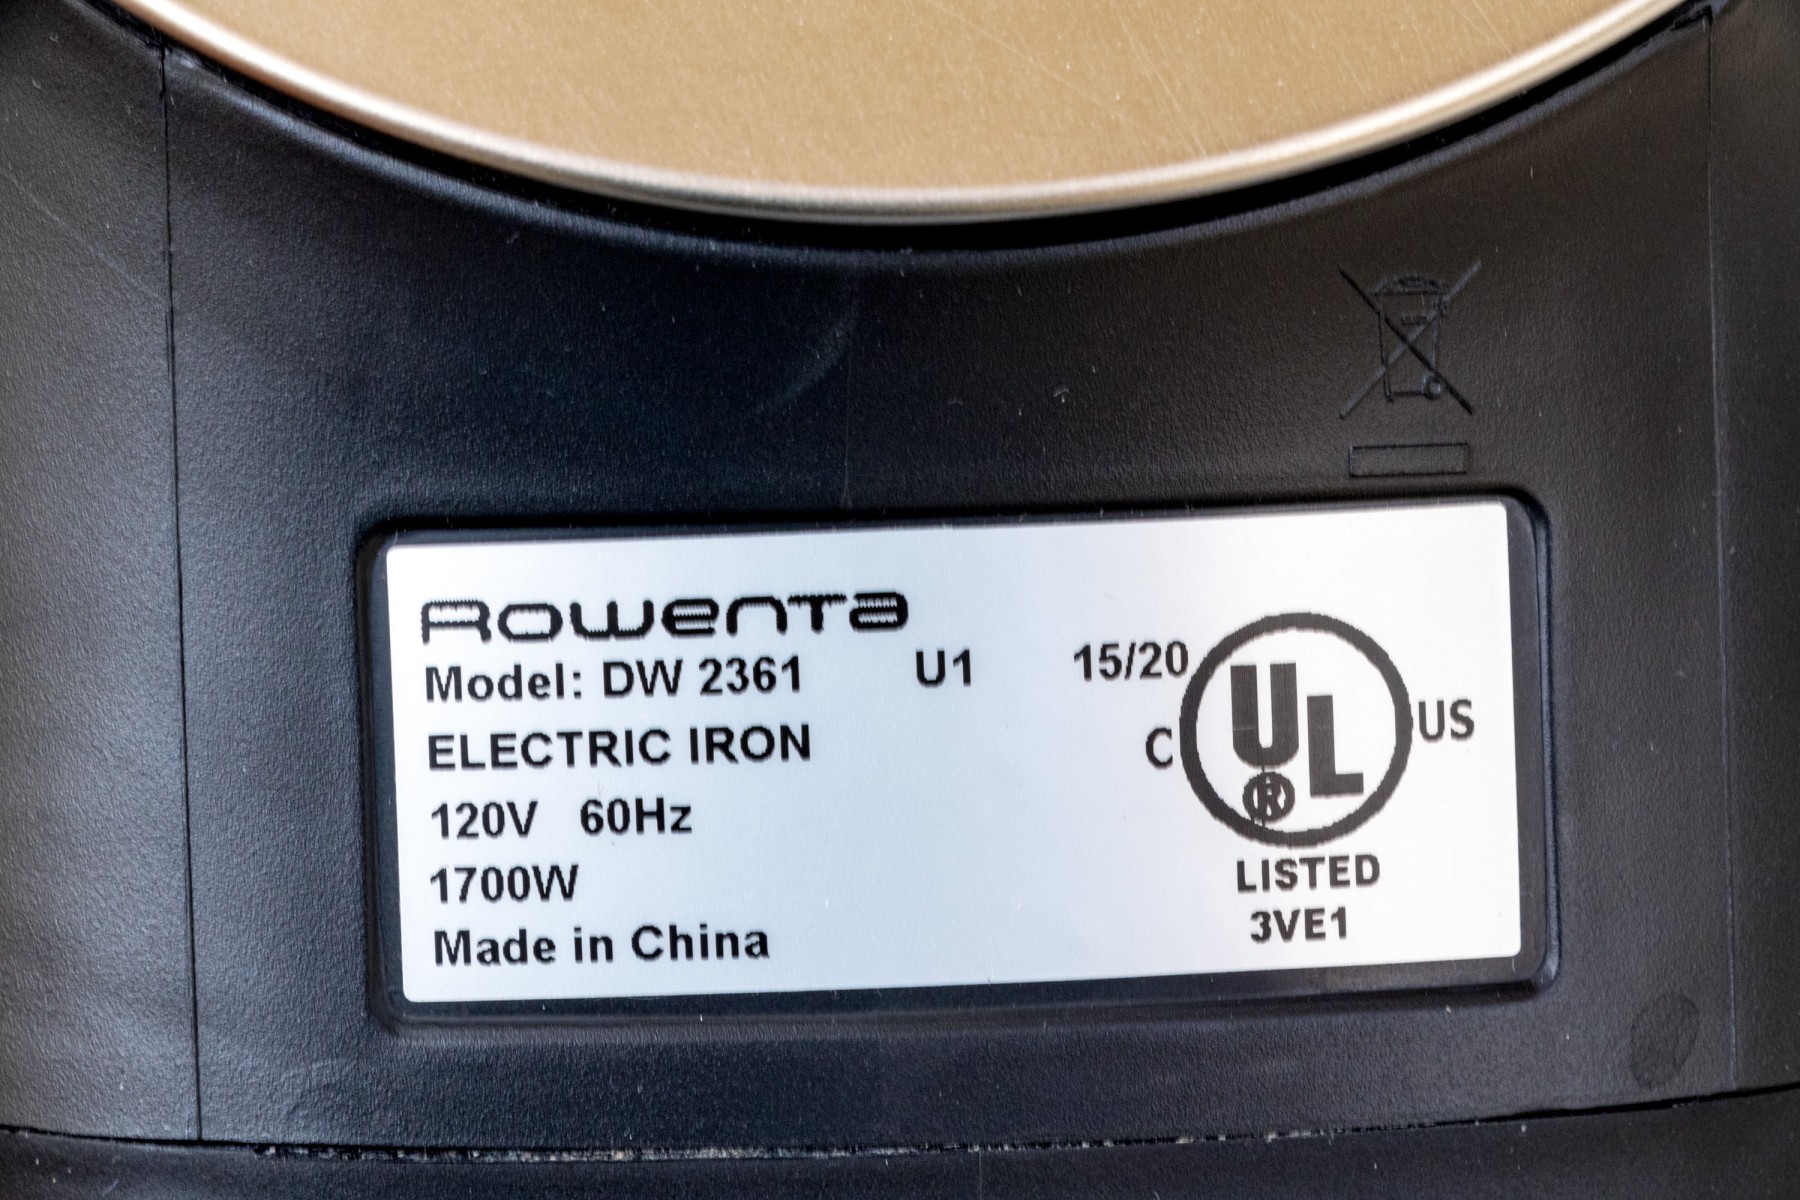 Rowenta
Model: DW 2361 U1 15/20
ELECTRIC IRON
120V 60Hz
1700W
Made in China
C UL US
®
LISTED
3VE1